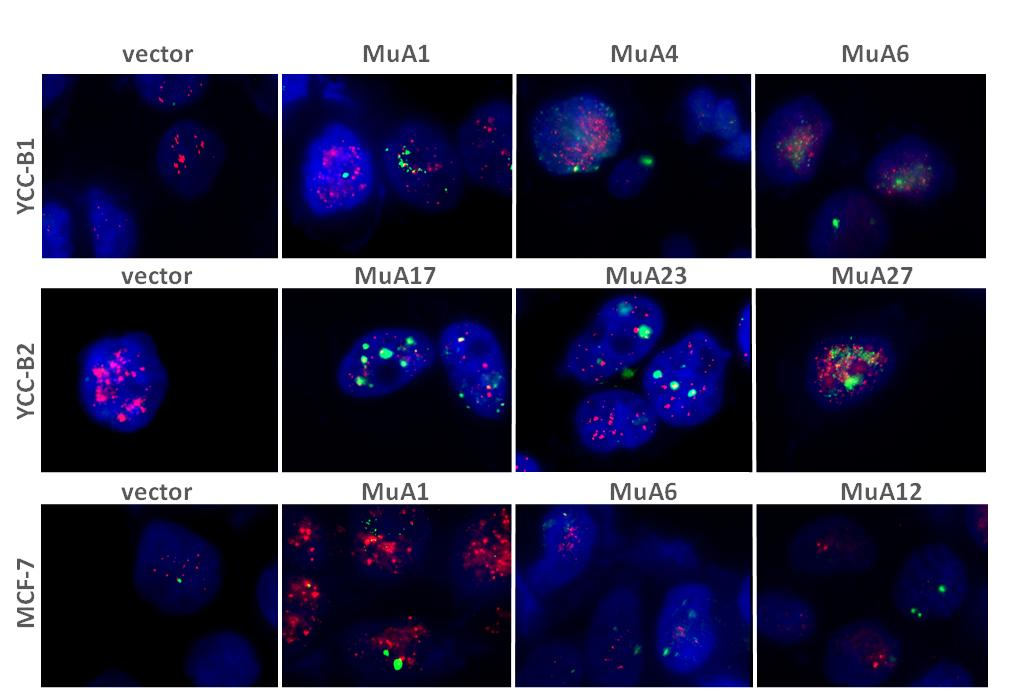 vector MuA1 MuA4 MuA6
YCC-B1
vector MuA17 MuA23 MuA27
YCC-B2
vector MuA1 MuA6 MuA12
MCF-7